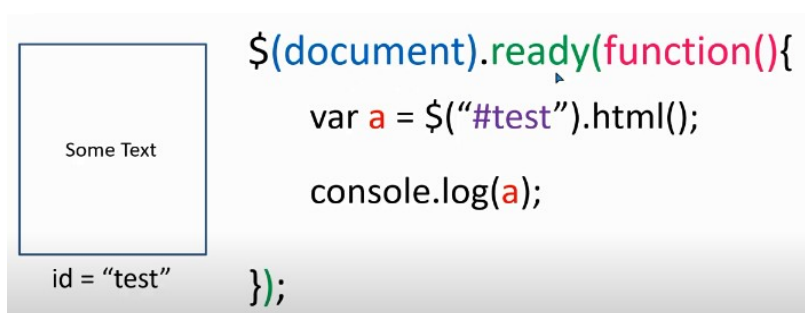 $(document).ready(function(){
var a = $(“#test”).html();
Some Text
console.log(a);
id = “test”
});